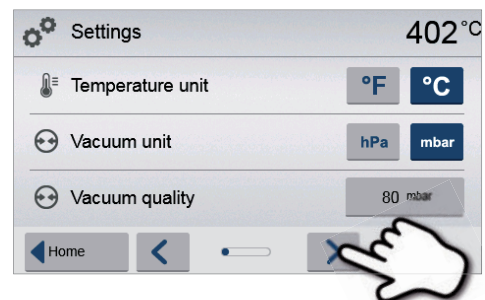 Settings 402 °C
Temperature unit °F °C
Vacuum unit hPa mbar
Vacuum quality 80 mbar
Home